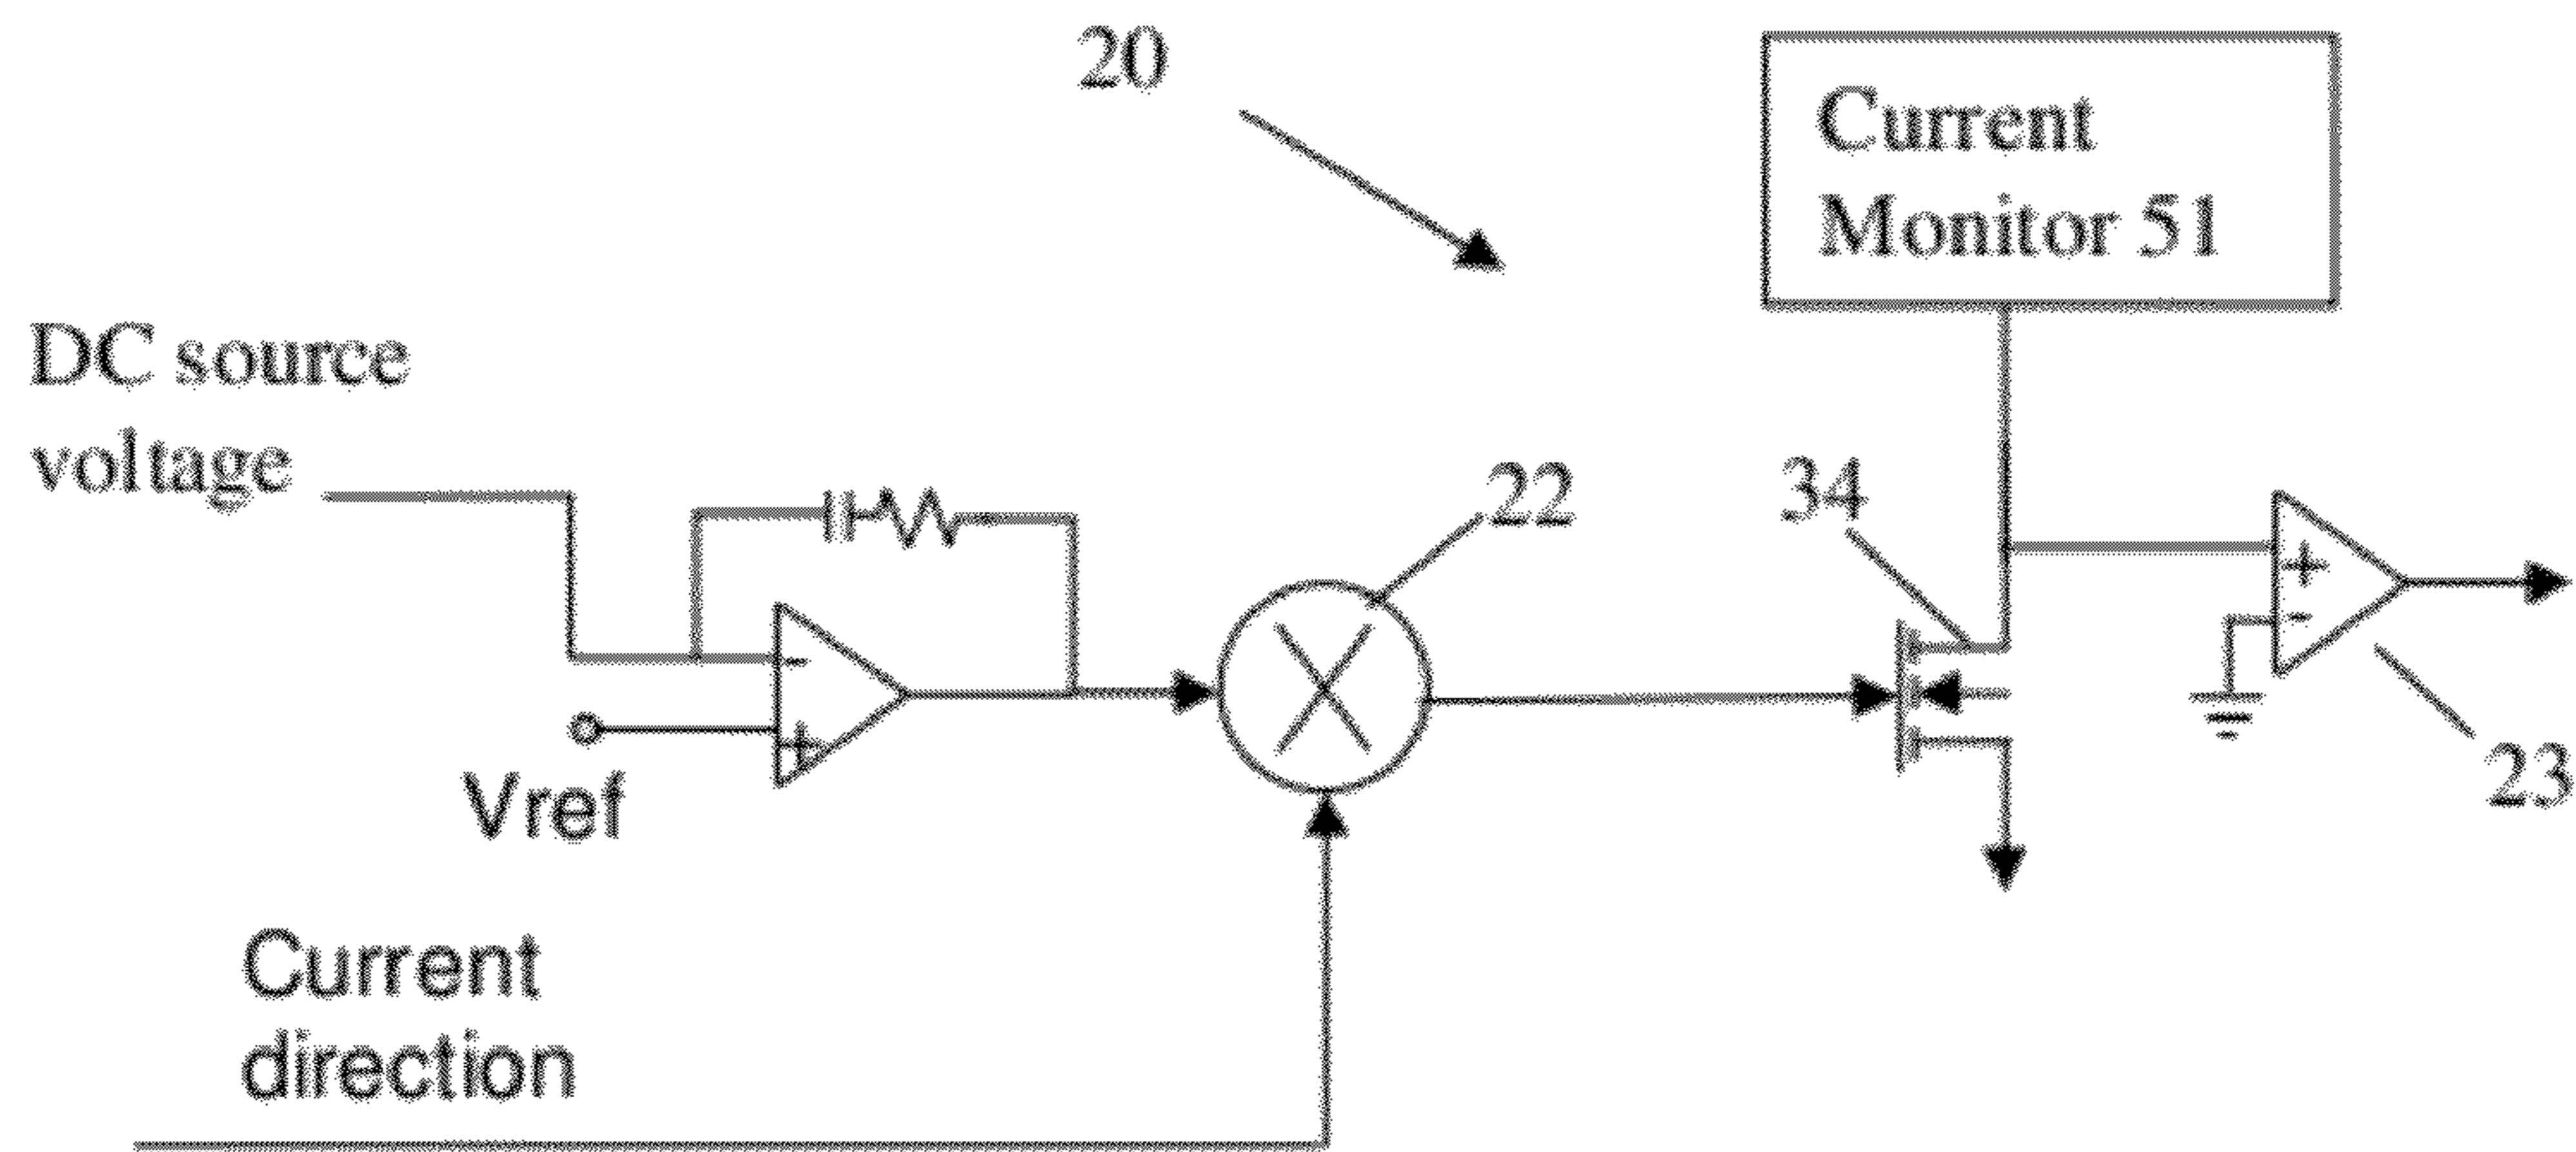 20
Current
Monitor 51
DC source
voltage
22
34
+
-
-
+
23
Vref
Current
direction